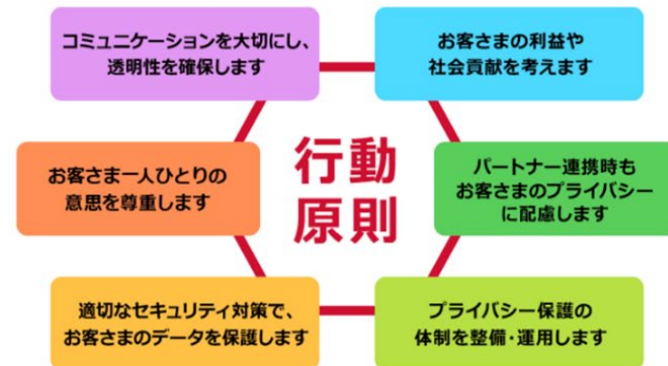 コミュニケーションを大切にし、
透明性を確保します
お客さまの利益や
社会貢献を考えます
お客さま一人ひとりの
意思を尊重します
行動
原則
パートナー連携時も
お客さまのプライバシー
に配慮します
適切なセキュリティ対策で、
お客さまのデータを保護します
プライバシー保護の
体制を整備・運用します